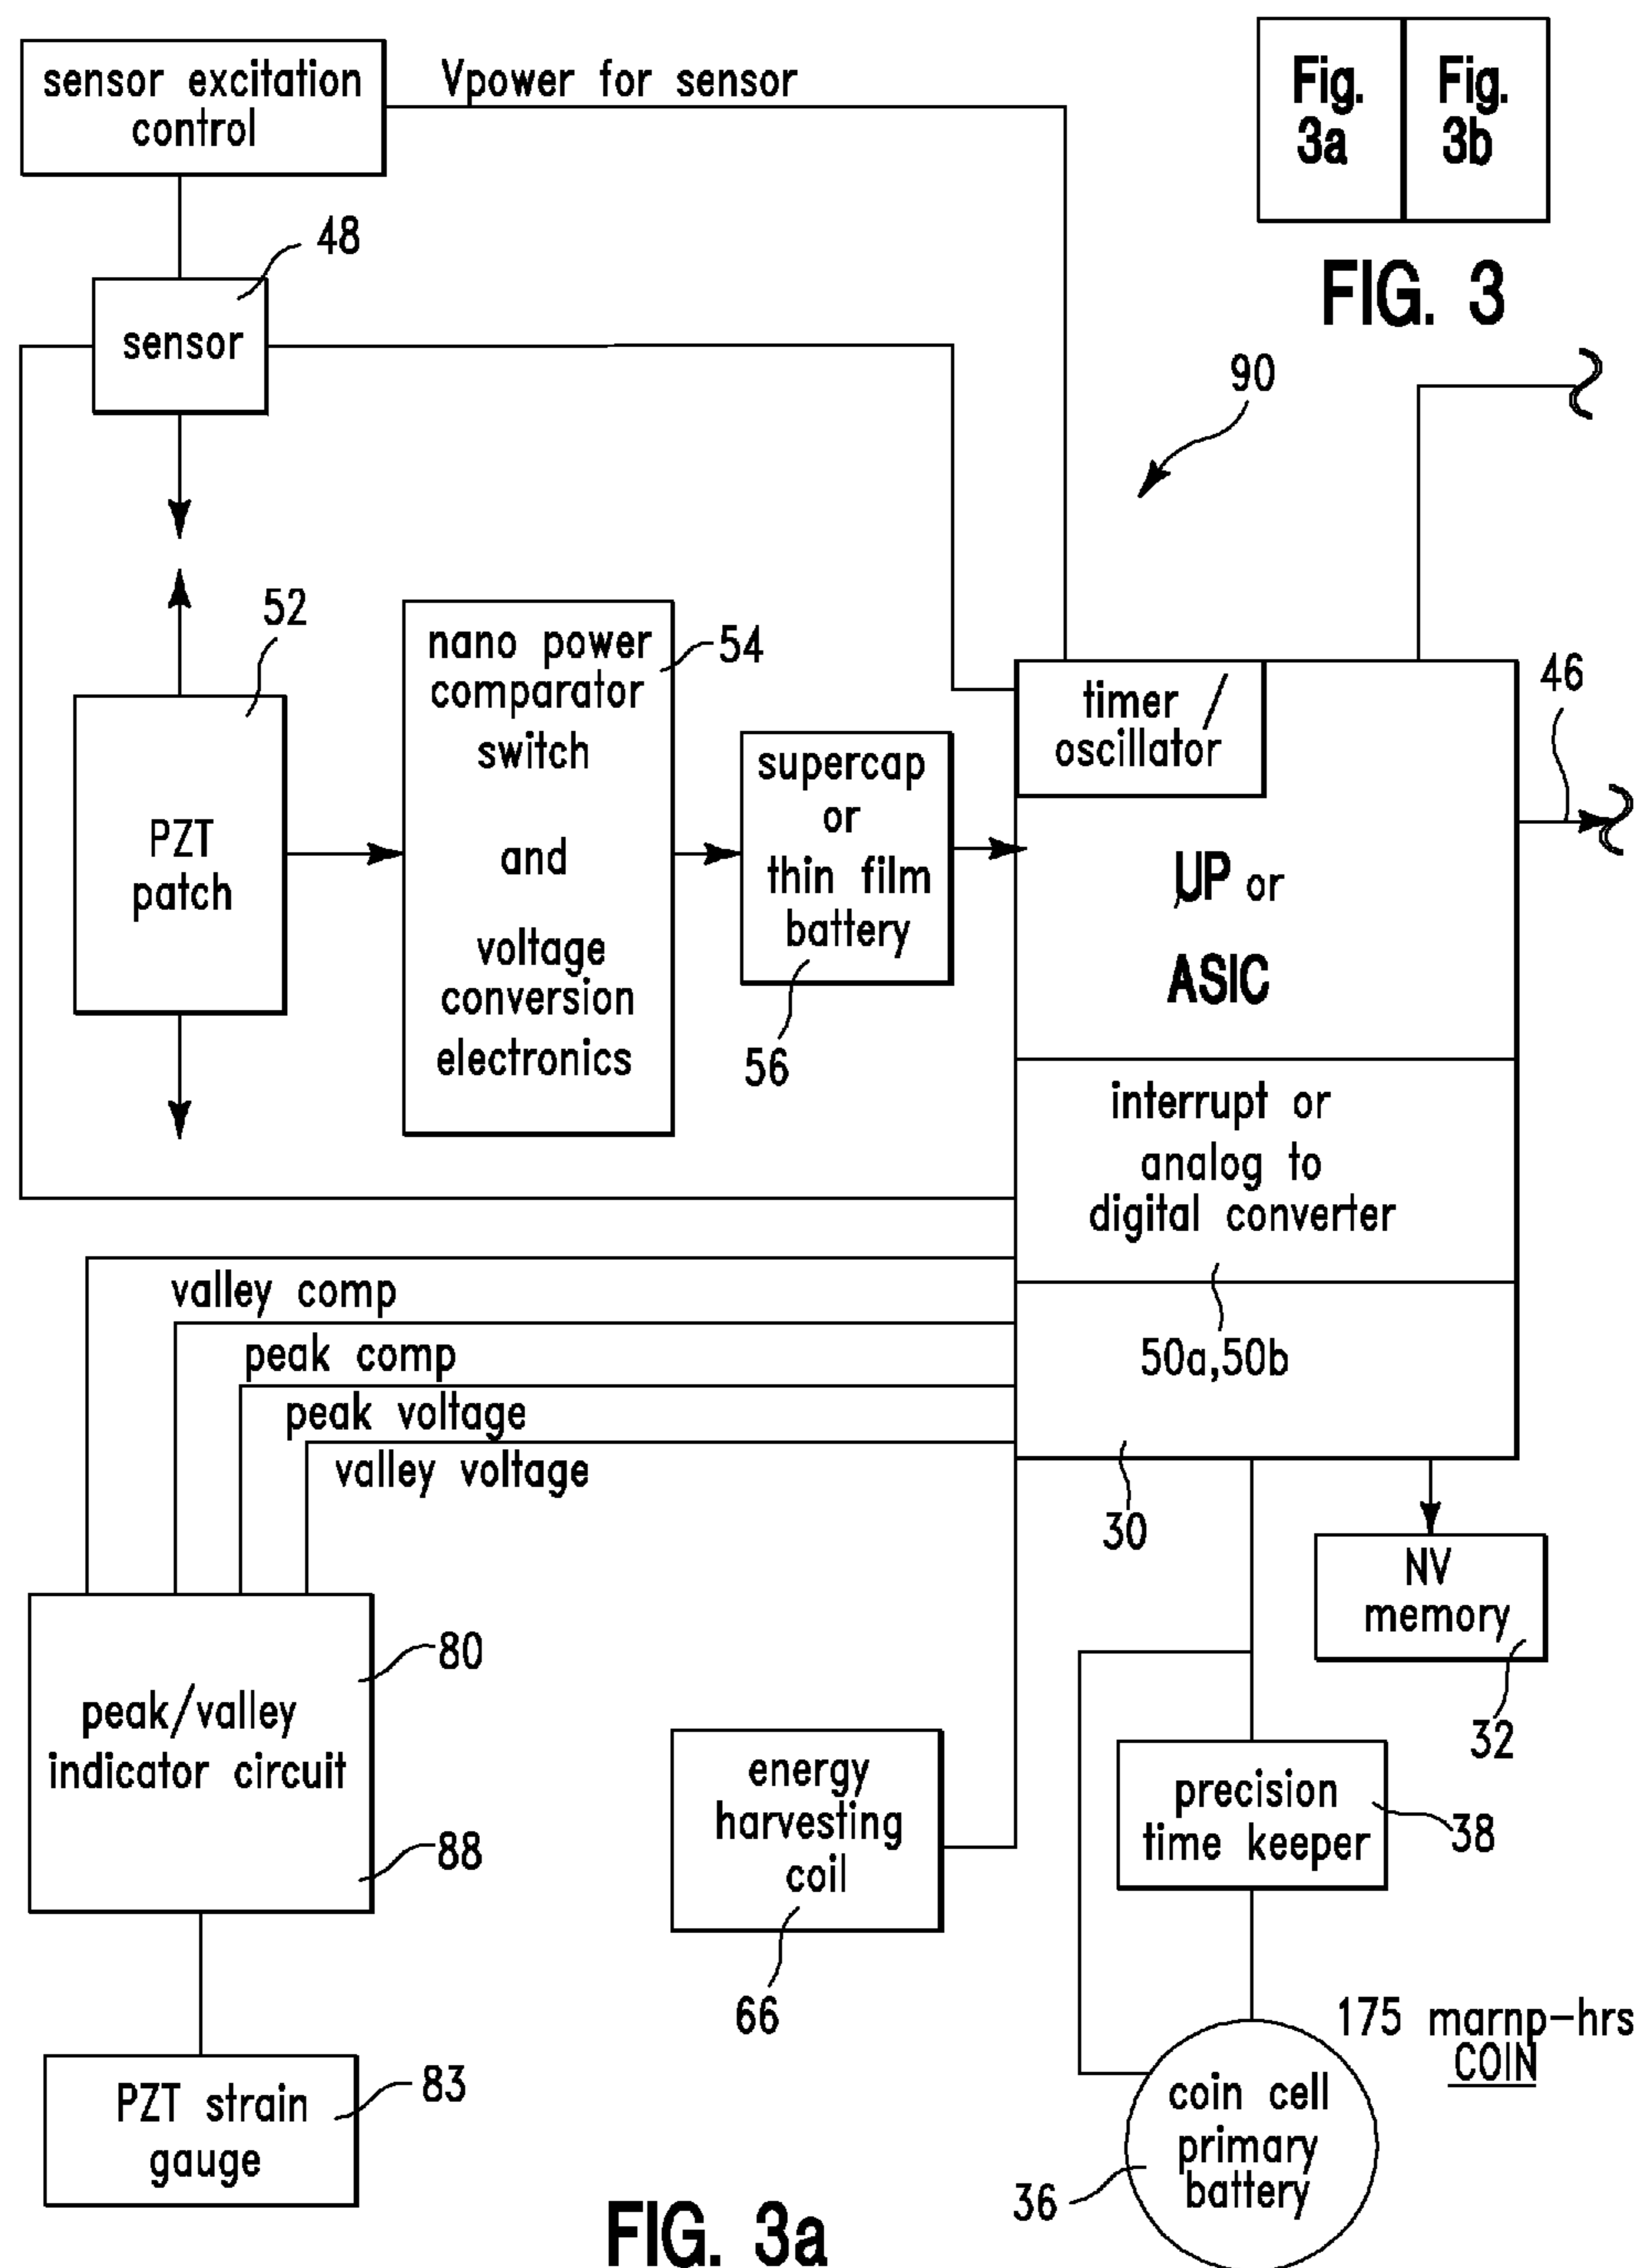 sensor excitation
control
Vpower for sensor
Fig.
3a
Fig.
3b
FIG. 3
48
sensor
90
52
PZT
patch
nano power
comparator
switch
and
voltage
conversion
electronics
54
supercap
or
thin film
battery
56
timer /
oscillator
μP or
ASIC
46
interrupt or
analog to
digital converter
50a,50b
30
valley comp
peak comp
peak voltage
valley voltage
NV
memory
32
80
peak/valley
indicator circuit
88
energy
harvesting
coil
66
precision
time keeper
38
PZT strain
gauge
83
175 marnp-hrs
COIN
coin cell
primary
battery
36
FIG. 3a